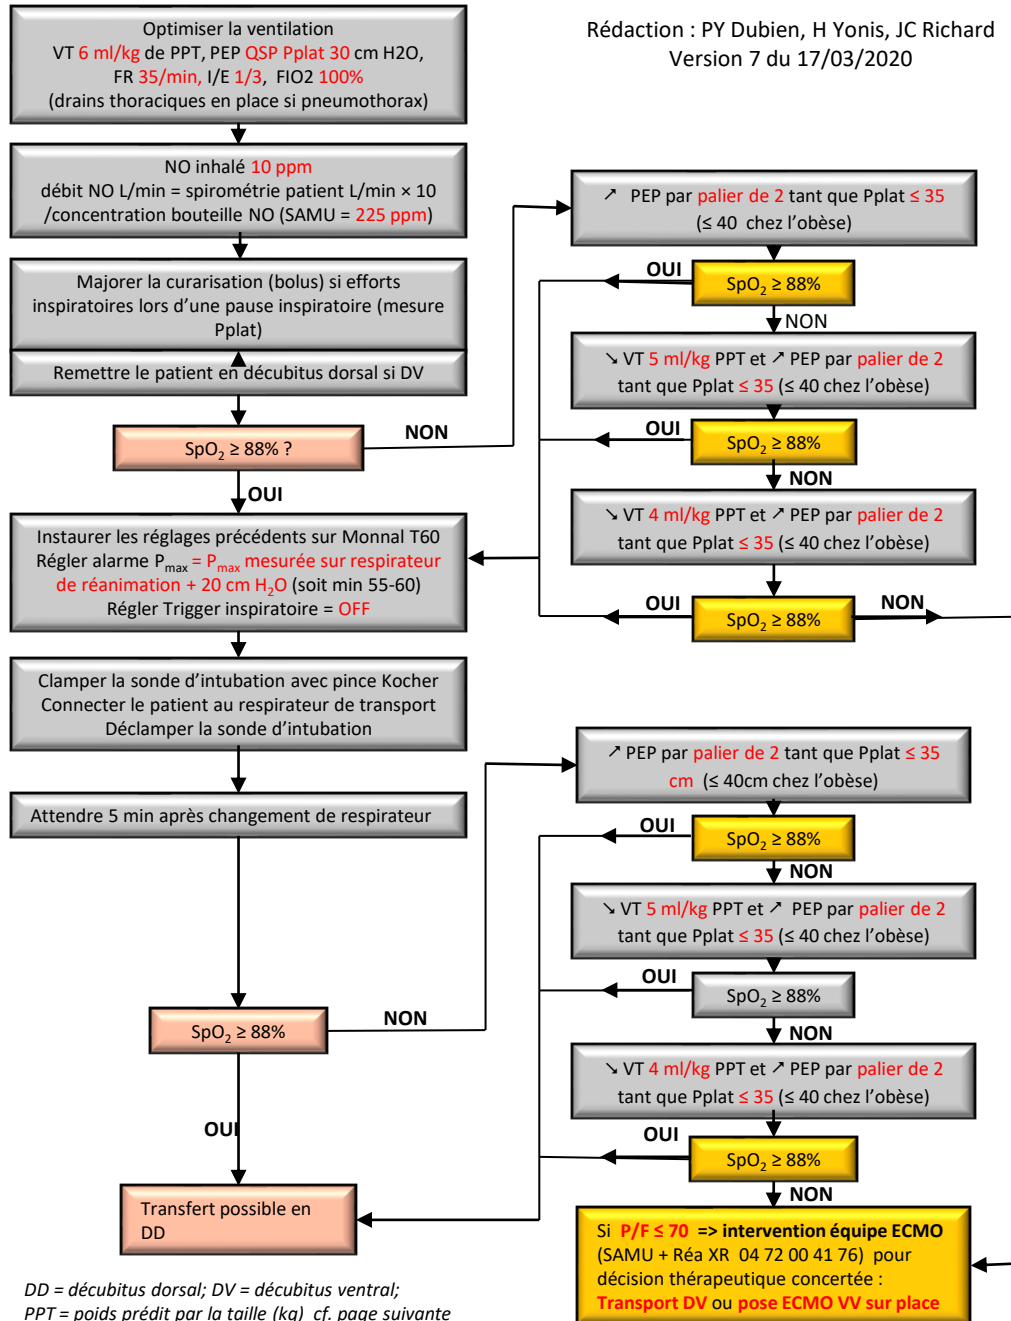 Optimiser la ventilation
VT 6 ml/kg de PPT, PEP QSP Pplat 30 cm H2O,
FR 35/min, I/E 1/3, FIO2 100%
(drains thoraciques en place si pneumothorax)
Rédaction : PY Dubien, H Yonis, JC Richard
Version 7 du 17/03/2020
NO inhalé 10 ppm
débit NO L/min = spirométrie patient L/min × 10
/concentration bouteille NO (SAMU = 225 ppm)
Majorer la curarisation (bolus) si efforts
inspiratoires lors d’une pause inspiratoire (mesure
Pplat)
Remettre le patient en décubitus dorsal si DV
SpO₂ ≥ 88% ?
NON
OUI
↗ PEP par palier de 2 tant que Pplat ≤ 35
(≤ 40 chez l’obèse)
OUI
SpO₂ ≥ 88%
NON
↘ VT 5 ml/kg PPT et ↗ PEP par palier de 2
tant que Pplat ≤ 35 (≤ 40 chez l’obèse)
OUI
SpO₂ ≥ 88%
NON
↘ VT 4 ml/kg PPT et ↗ PEP par palier de 2
tant que Pplat ≤ 35 (≤ 40 chez l’obèse)
OUI
SpO₂ ≥ 88%
NON
Instaurer les réglages précédents sur Monnal T60
Régler alarme Pmax = Pmax mesurée sur respirateur
de réanimation + 20 cm H₂O (soit min 55-60)
Régler Trigger inspiratoire = OFF
Clamper la sonde d’intubation avec pince Kocher
Connecter le patient au respirateur de transport
Déclamper la sonde d’intubation
Attendre 5 min après changement de respirateur
SpO₂ ≥ 88%
NON
OUI
↗ PEP par palier de 2 tant que Pplat ≤ 35
cm (≤ 40cm chez l’obèse)
OUI
SpO₂ ≥ 88%
NON
↘ VT 5 ml/kg PPT et ↗ PEP par palier de 2
tant que Pplat ≤ 35 (≤ 40 chez l’obèse)
OUI
SpO₂ ≥ 88%
NON
↘ VT 4 ml/kg PPT et ↗ PEP par palier de 2
tant que Pplat ≤ 35 (≤ 40 chez l’obèse)
OUI
SpO₂ ≥ 88%
NON
Transfert possible en
DD
Si P/F ≤ 70 => intervention équipe ECMO
(SAMU + Réa XR 04 72 00 41 76) pour
décision thérapeutique concertée :
Transport DV ou pose ECMO VV sur place
DD = décubitus dorsal; DV = décubitus ventral;
PPT = poids prédit par la taille (kg) cf. page suivante